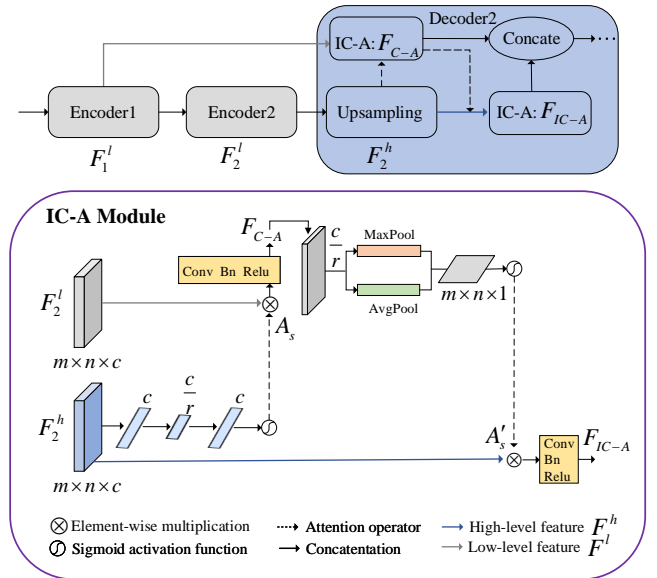 Decoder2
IC-A: F_{C-A}
Concate
...
Encoder1
Encoder2
Upsampling
IC-A: F_{IC-A}
F_1^l
F_2^l
F_2^h
IC-A Module
F_{C-A}
c/r
MaxPool
Conv Bn Relu
AvgPool
m×n×1
F_2^l
A_s
m×n×c
c
c/r
c
F_2^h
A_s'
Conv
Bn
Relu
F_{IC-A}
m×n×c
Element-wise multiplication
Attention operator
High-level feature F^h
Sigmoid activation function
Concatentation
Low-level feature F^l